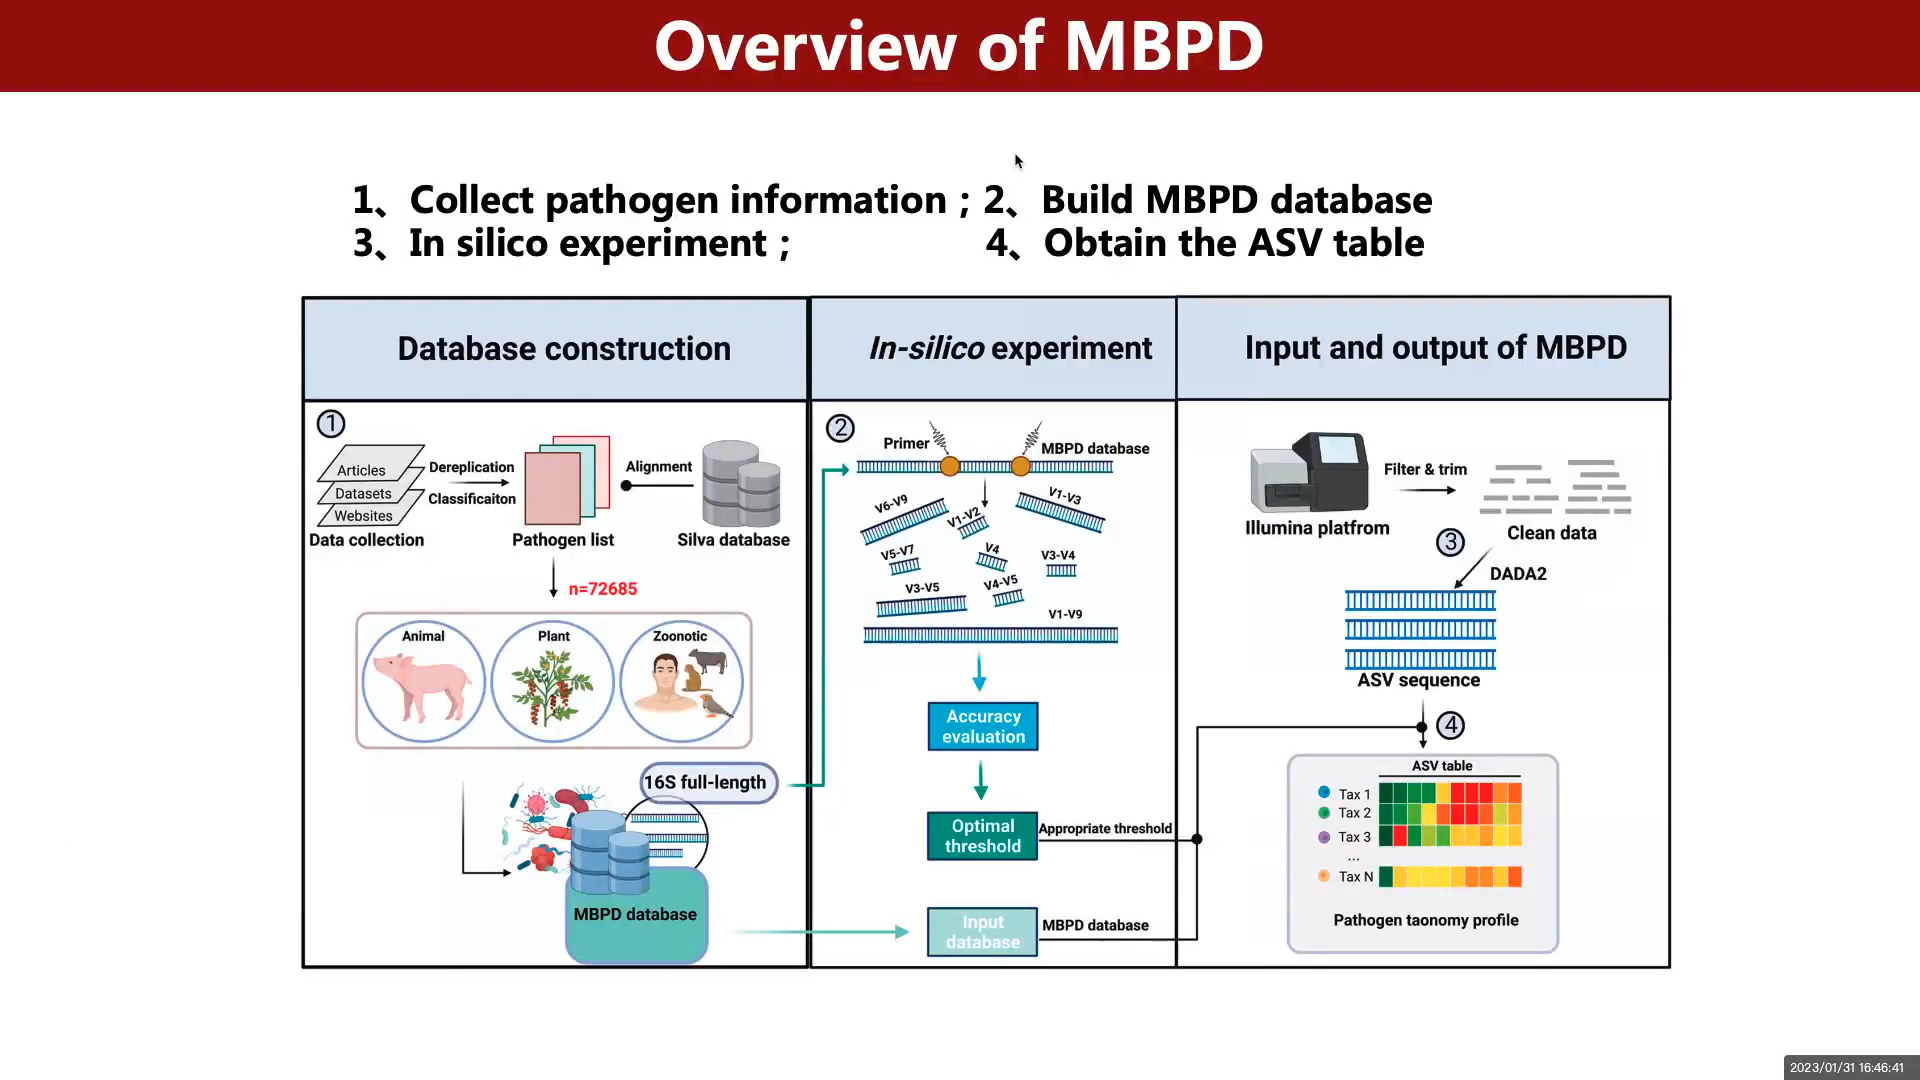 Overview of MBPD
1、Collect pathogen information；2、Build MBPD database
3、In silico experiment； 4、Obtain the ASV table
Database construction
In-silico experiment
Input and output of MBPD
1
Articles
Datasets
Websites
Data collection
Dereplication
Classificaiton
Pathogen list
Alignment
Silva database
n=72685
Animal
Plant
Zoonotic
16S full-length
MBPD database
2
Primer
MBPD database
V6-V9
V1-V2
V1-V3
V5-V7
V4
V3-V4
V3-V5
V4-V5
V1-V9
Accuracy
evaluation
Optimal
threshold
Appropriate threshold
Input
database
MBPD database
Illumina platfrom
Filter & trim
Clean data
3
DADA2
ASV sequence
4
ASV table
Tax 1
Tax 2
Tax 3
...
Tax N
Pathogen taonomy profile
2023/01/31 16:46:41